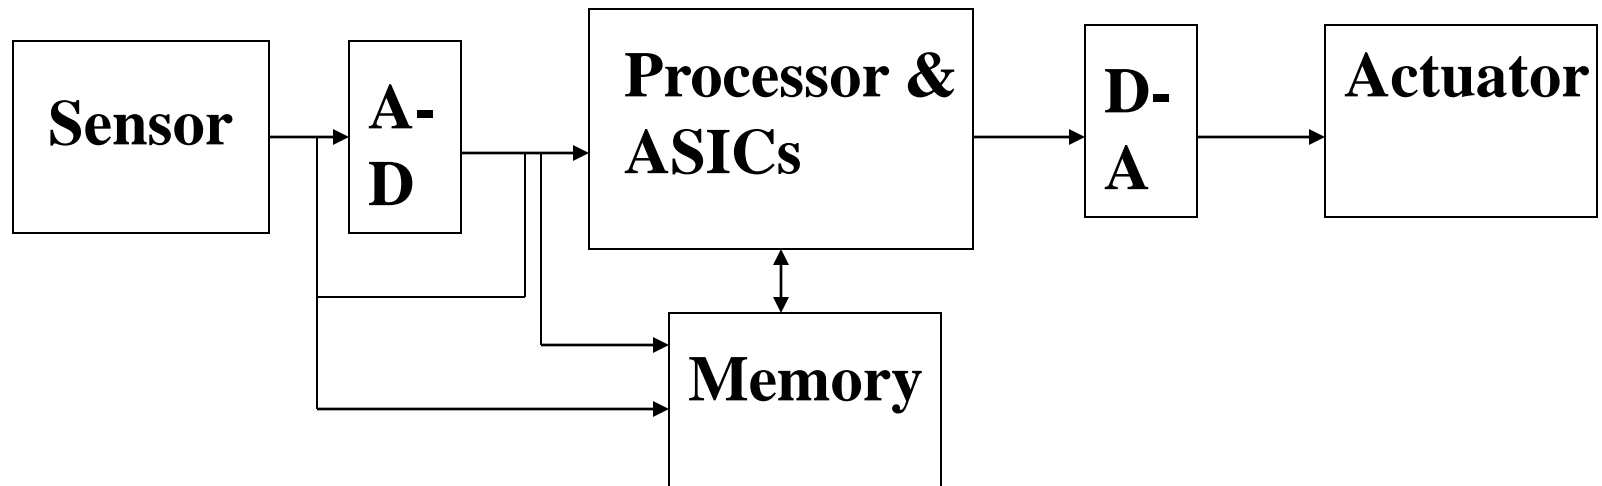 Sensor
A-
D
Processor &
ASICs
D-
A
Actuator
Memory